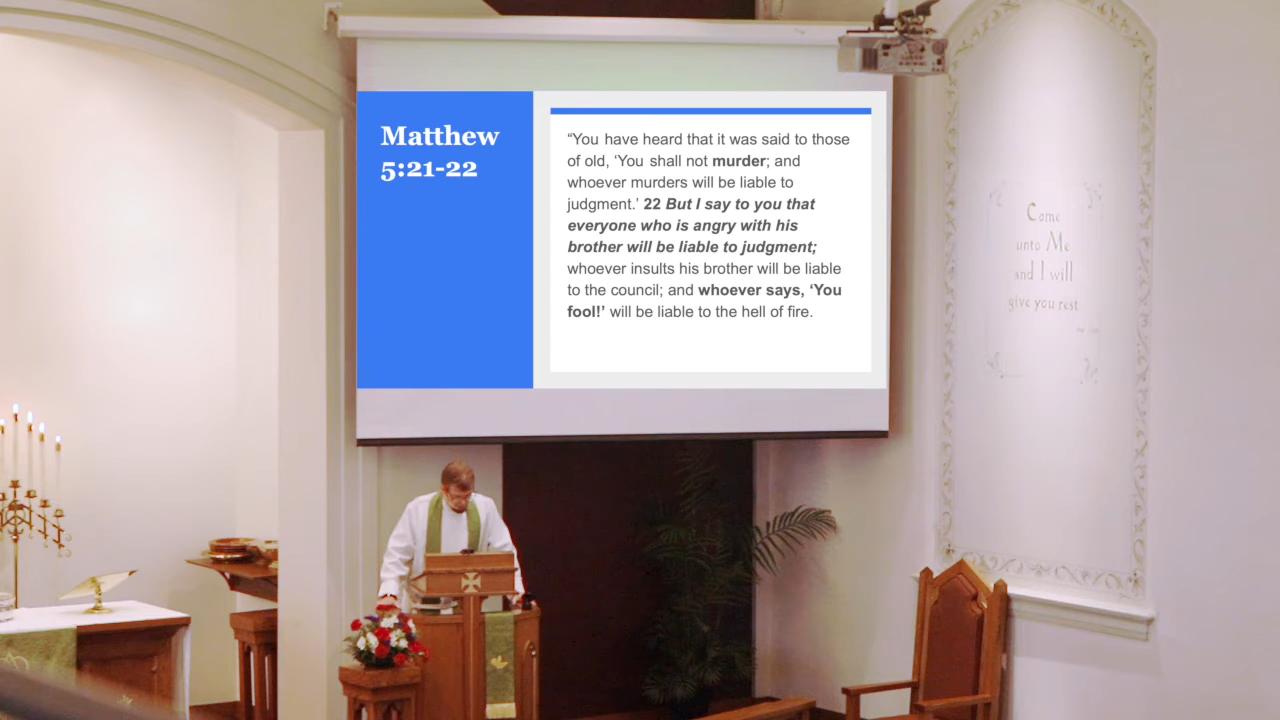 Matthew
5:21-22
“You have heard that it was said to those
of old, ‘You shall not murder; and
whoever murders will be liable to
judgment.’ 22 But I say to you that
everyone who is angry with his
brother will be liable to judgment;
whoever insults his brother will be liable
to the council; and whoever says, ‘You
fool!’ will be liable to the hell of fire.
Come
unto Me
and I will
give you rest